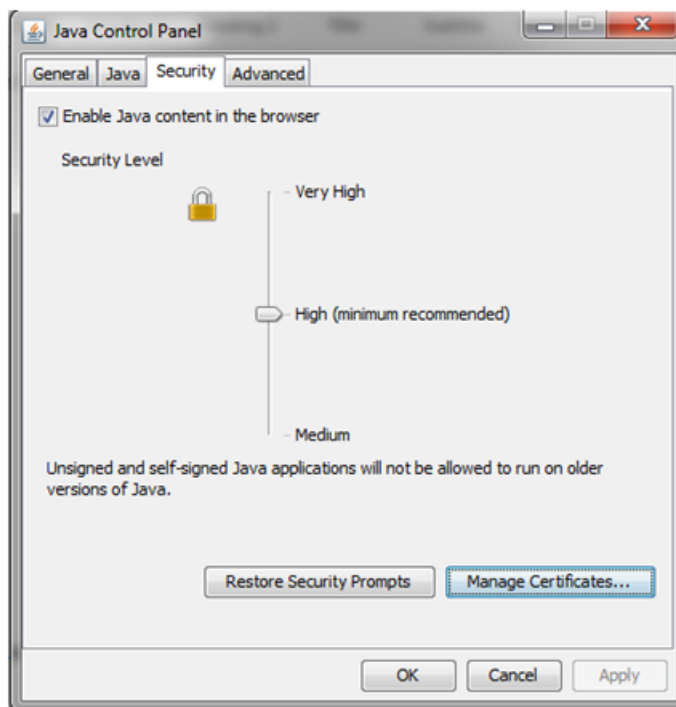 Java Control Panel
General Java Security Advanced
Enable Java content in the browser
Security Level
Very High
High (minimum recommended)
Medium
Unsigned and self-signed Java applications will not be allowed to run on older
versions of Java.
Restore Security Prompts Manage Certificates...
OK Cancel Apply